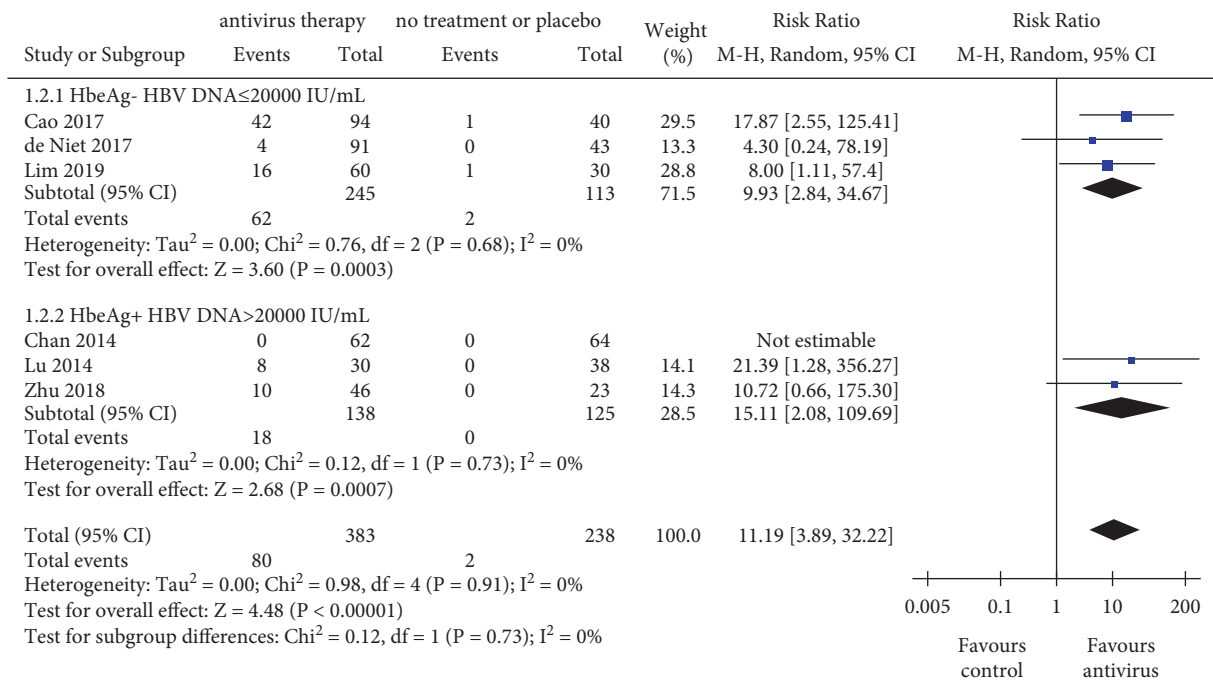 antivirus therapy no treatment or placebo Weight (%) Risk Ratio Risk Ratio
Study or Subgroup Events Total Events Total M-H, Random, 95% CI M-H, Random, 95% CI
1.2.1 HbeAg- HBV DNA≤20000 IU/mL
Cao 2017 42 94 1 40 29.5 17.87 [2.55, 125.41]
de Niet 2017 4 91 0 43 13.3 4.30 [0.24, 78.19]
Lim 2019 16 60 1 30 28.8 8.00 [1.11, 57.4]
Subtotal (95% CI) 245 113 71.5 9.93 [2.84, 34.67]
Total events 62 2
Heterogeneity: Tau² = 0.00; Chi² = 0.76, df = 2 (P = 0.68); I² = 0%
Test for overall effect: Z = 3.60 (P = 0.0003)
1.2.2 HbeAg+ HBV DNA>20000 IU/mL
Chan 2014 0 62 0 64 Not estimable
Lu 2014 8 30 0 38 14.1 21.39 [1.28, 356.27]
Zhu 2018 10 46 0 23 14.3 10.72 [0.66, 175.30]
Subtotal (95% CI) 138 125 28.5 15.11 [2.08, 109.69]
Total events 18 0
Heterogeneity: Tau² = 0.00; Chi² = 0.12, df = 1 (P = 0.73); I² = 0%
Test for overall effect: Z = 2.68 (P = 0.0007)
Total (95% CI) 383 238 100.0 11.19 [3.89, 32.22]
Total events 80 2
Heterogeneity: Tau² = 0.00; Chi² = 0.98, df = 4 (P = 0.91); I² = 0%
Test for overall effect: Z = 4.48 (P < 0.00001)
Test for subgroup differences: Chi² = 0.12, df = 1 (P = 0.73); I² = 0%
0.005 0.1 1 10 200
Favours control Favours antivirus